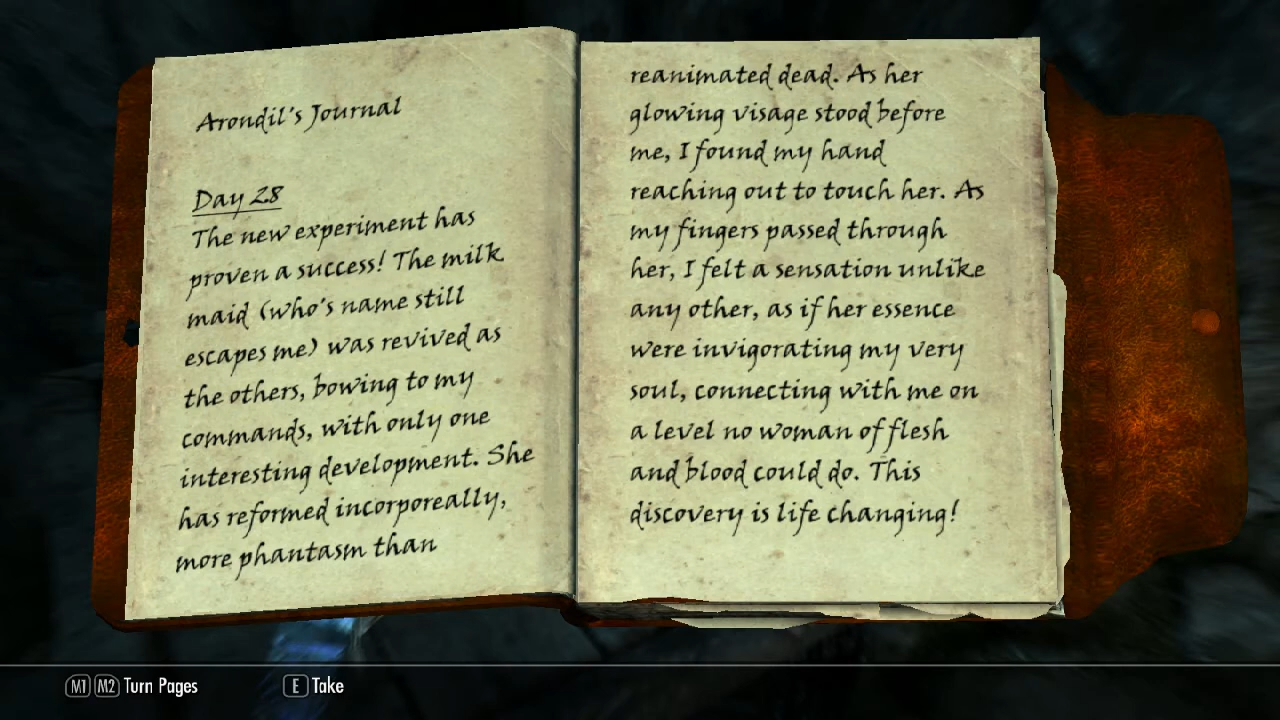 Arondil's Journal
Day 28
The new experiment has
proven a success! The milk
maid (who's name still
escapes me) was revived as
the others, bowing to my
commands, with only one
interesting development. She
has reformed incorporeally,
more phantasm than
reanimated dead. As her
glowing visage stood before
me, I found my hand
reaching out to touch her. As
my fingers passed through
her, I felt a sensation unlike
any other, as if her essence
were invigorating my very
soul, connecting with me on
a level no woman of flesh
and blood could do. This
discovery is life changing!
M1 M2 Turn Pages
E Take